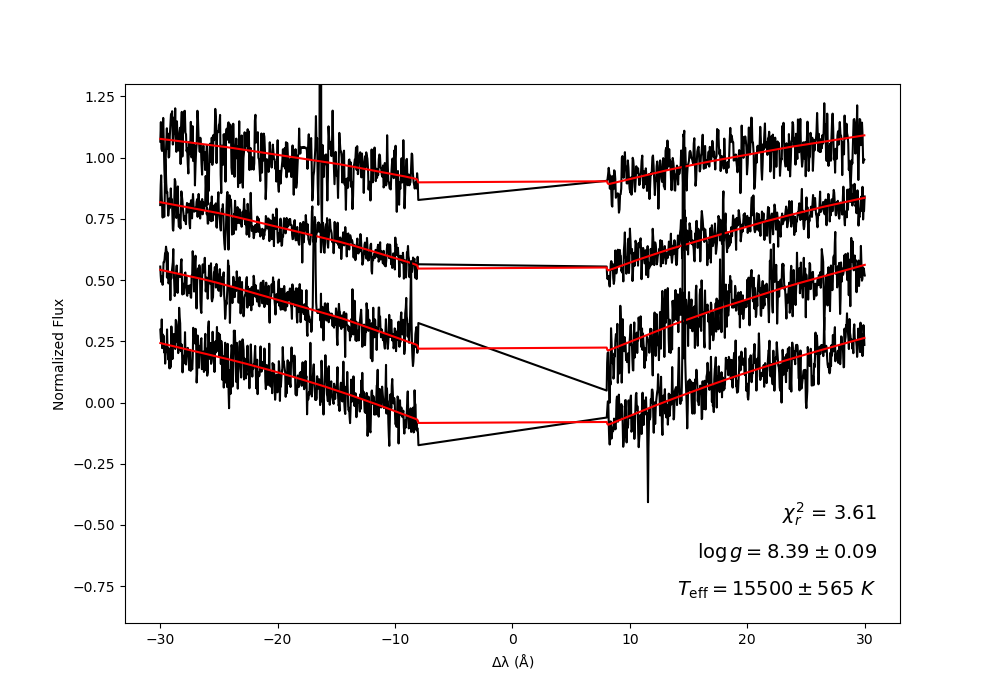 1.25
1.00
0.75
0.50
0.25
0.00
−0.25
−0.50
−0.75
Normalized Flux
χ²ᵣ = 3.61
log g = 8.39 ± 0.09
T_eff = 15500 ± 565 K
−30 −20 −10 0 10 20 30
Δλ (Å)